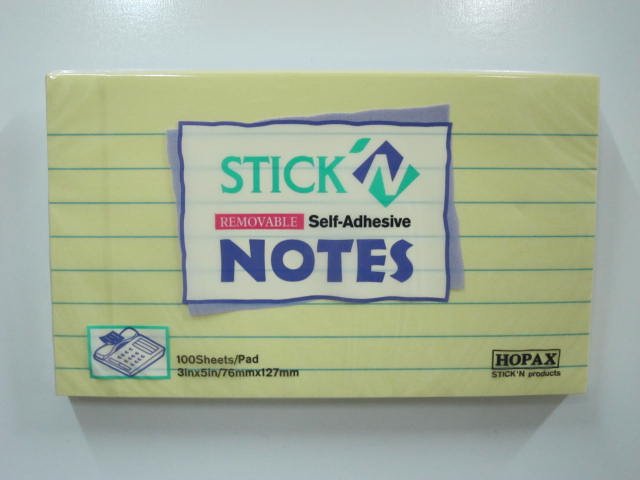 STICK'N
REMOVABLE Self-Adhesive
NOTES
100Sheets/Pad
3inx5in/76mmx127mm
HOPAX
STICK'N products